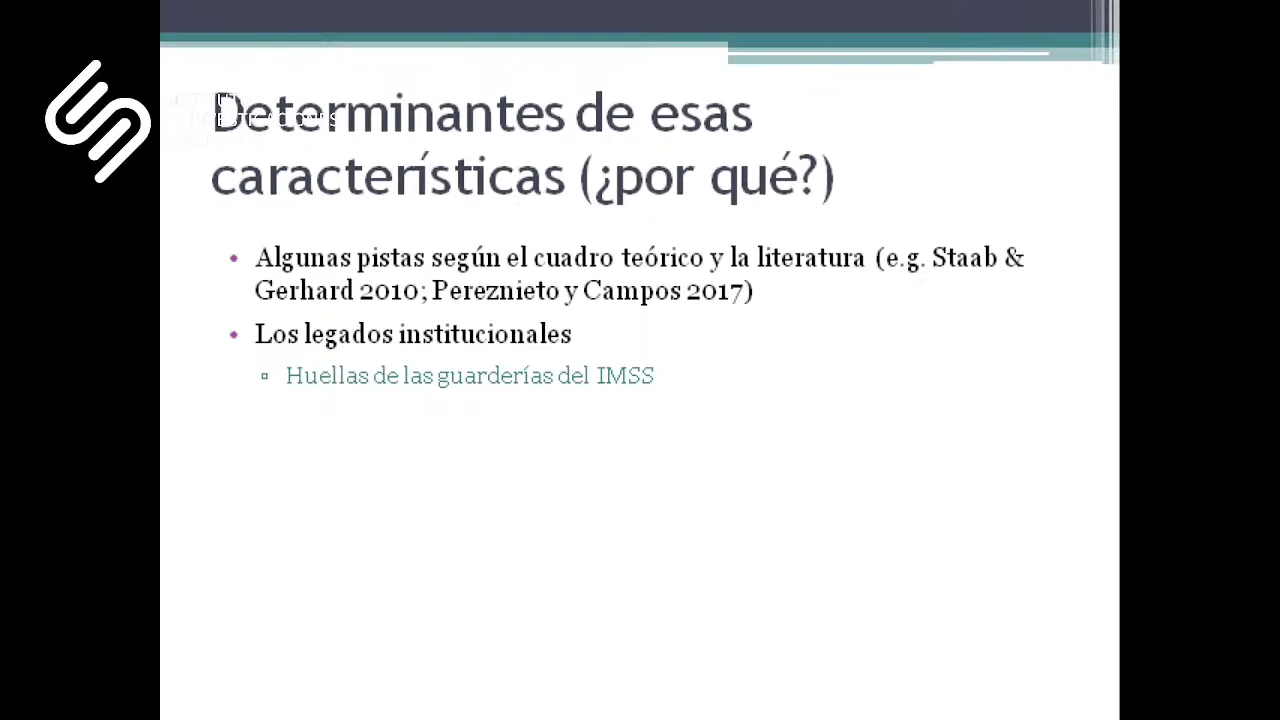 Determinantes de esas
características (¿por qué?)
• Algunas pistas según el cuadro teórico y la literatura (e.g. Staab &
Gerhard 2010; Pereznieto y Campos 2017)
• Los legados institucionales
▫ Huellas de las guarderías del IMSS